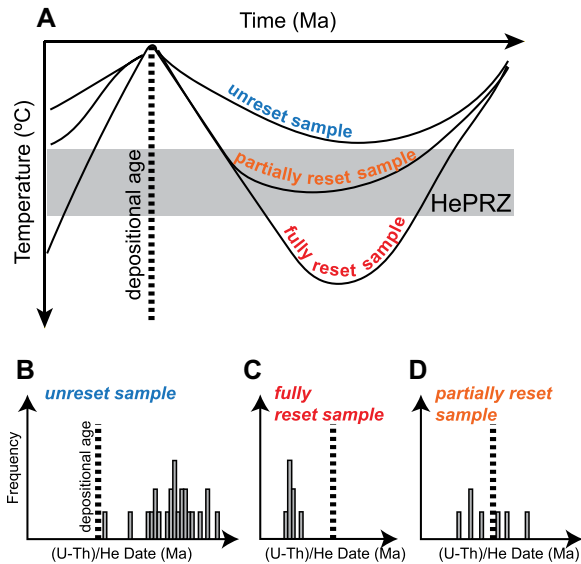 A
Time (Ma)
Temperature (ºC)
depositional age
unreset sample
partially reset sample
fully reset sample
HePRZ
B
unreset sample
Frequency
depositional age
(U-Th)/He Date (Ma)
C
fully
reset sample
(U-Th)/He Date (Ma)
D
partially reset
sample
(U-Th)/He Date (Ma)